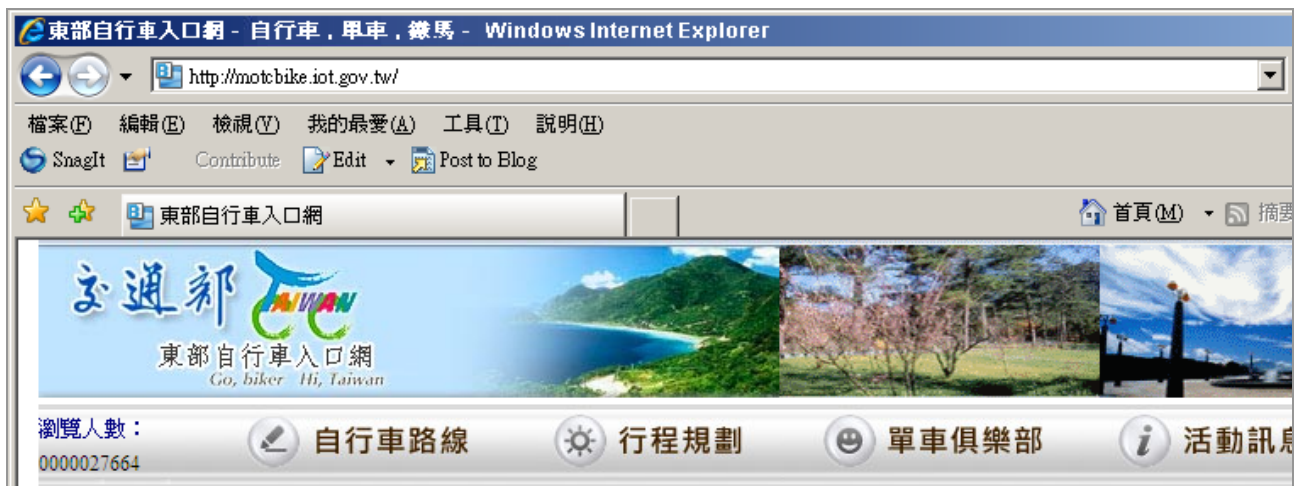 東部自行車入口網 - 自行車 , 單車 , 鐵馬 - Windows Internet Explorer
http://motcbike.iot.gov.tw/
檔案(F) 編輯(E) 檢視(V) 我的最愛(A) 工具(T) 說明(H)
SnagIt Contribute Edit Post to Blog
東部自行車入口網 首頁(M) 摘要
交通部 TAIWAN
東部自行車入口網
Go, biker Hi, Taiwan
瀏覽人數：
0000027664
自行車路線 行程規劃 單車俱樂部 活動訊息